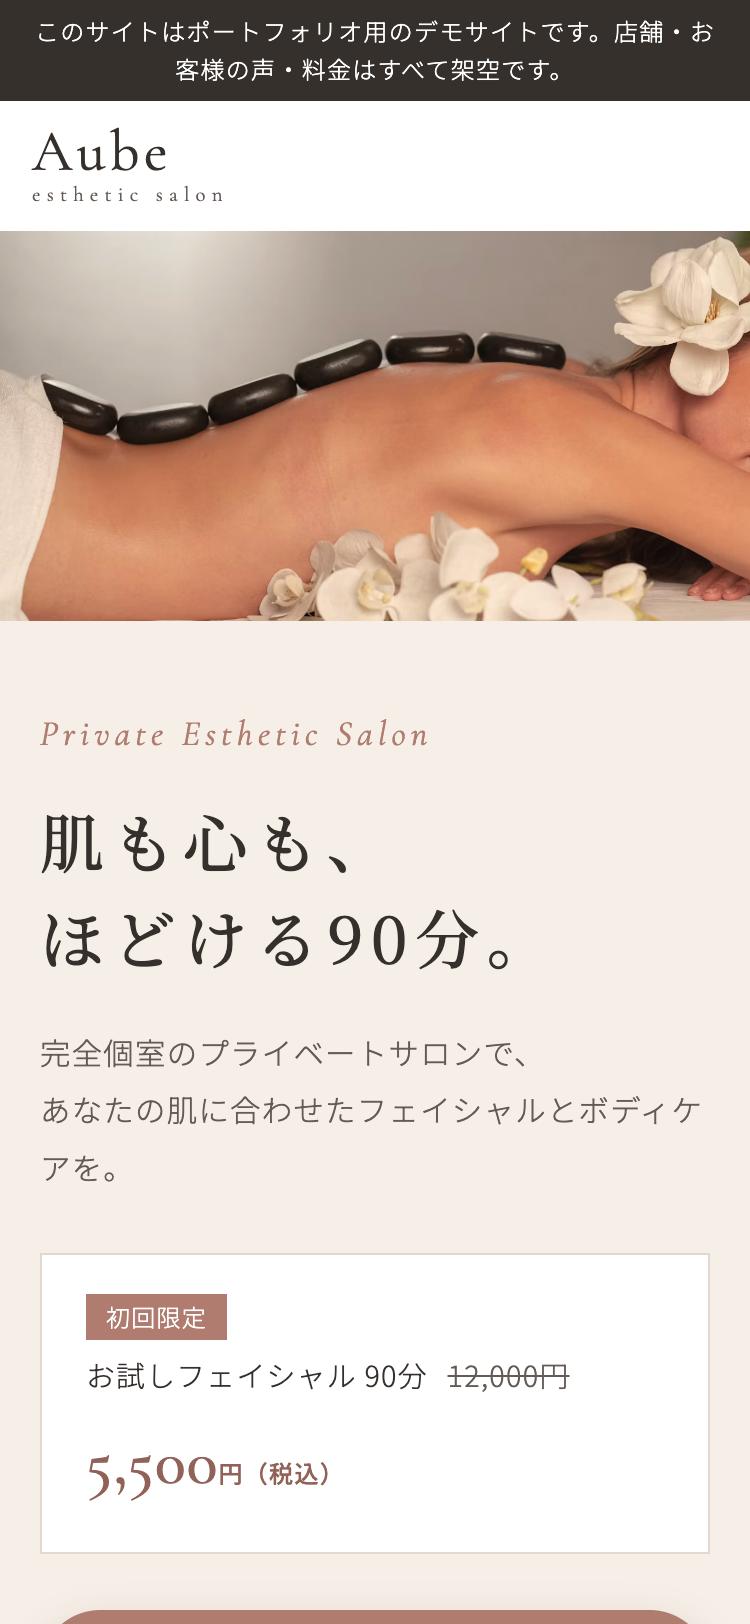 このサイトはポートフォリオ用のデモサイトです。店舗・お
客様の声・料金はすべて架空です。
Aube
esthetic salon
Private Esthetic Salon
肌も心も、
ほどける90分。
完全個室のプライベートサロンで、
あなたの肌に合わせたフェイシャルとボディケ
アを。
初回限定
お試しフェイシャル 90分 12,000円
5,500円（税込）